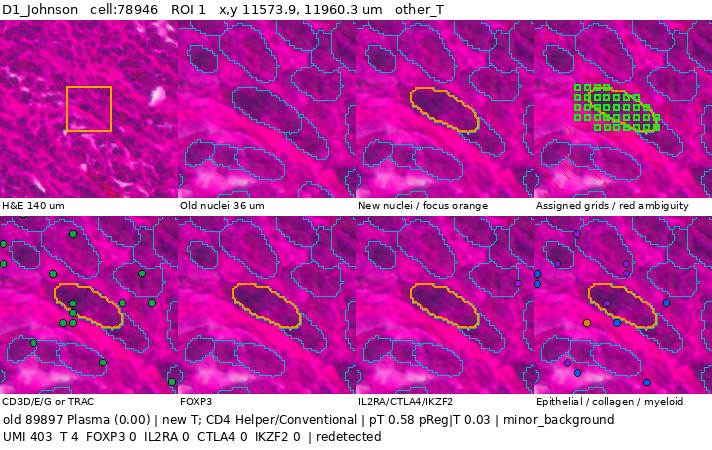 D1_Johnson cell:78946 ROI 1 x,y 11573.9, 11960.3 um other_T
H&E 140 um
Old nuclei 36 um
New nuclei / focus orange
Assigned grids / red ambiguity
CD3D/E/G or TRAC
FOXP3
IL2RA/CTLA4/IKZF2
Epithelial / collagen / myeloid
old 89897 Plasma (0.00) | new T; CD4 Helper/Conventional | pT 0.58 pReg|T 0.03 | minor_background
UMI 403 T 4 FOXP3 0 IL2RA 0 CTLA4 0 IKZF2 0 | redetected